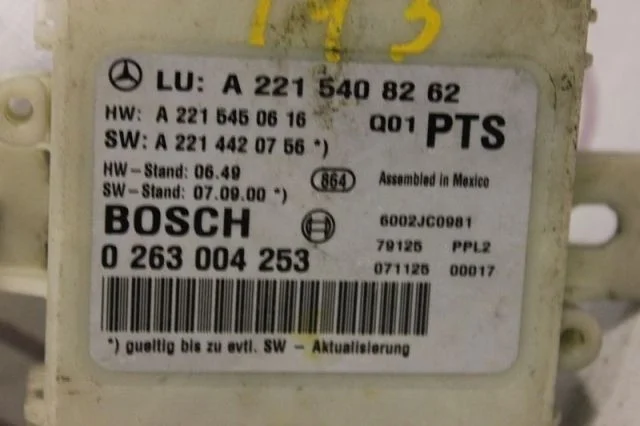 143
LU: A 221 540 82 62
HW: A 221 545 06 16 Q01 PTS
SW: A 221 442 07 56 *)
HW-Stand: 06.49
SW-Stand: 07.09.00 *)
864 Assembled in Mexico
BOSCH
6002JC0981
0 263 004 253
79125 PPL2
071125 00017
*) gueltig bis zu evtl. SW - Aktualisierung